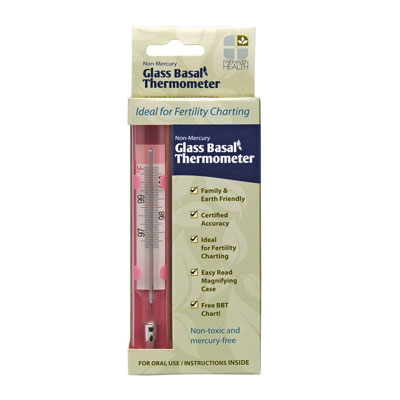 Non-Mercury
Glass Basal
Thermometer
FAIRHAVEN
HEALTH
Ideal for Fertility Charting
Non-Mercury
Glass Basal
Thermometer
Family &
Earth Friendly
Certified
Accuracy
Ideal
for Fertility
Charting
Easy Read
Magnifying
Case
Free BBT
Chart!
Non-toxic and
mercury-free
FOR ORAL USE / INSTRUCTIONS INSIDE
°F
100
99
98
97